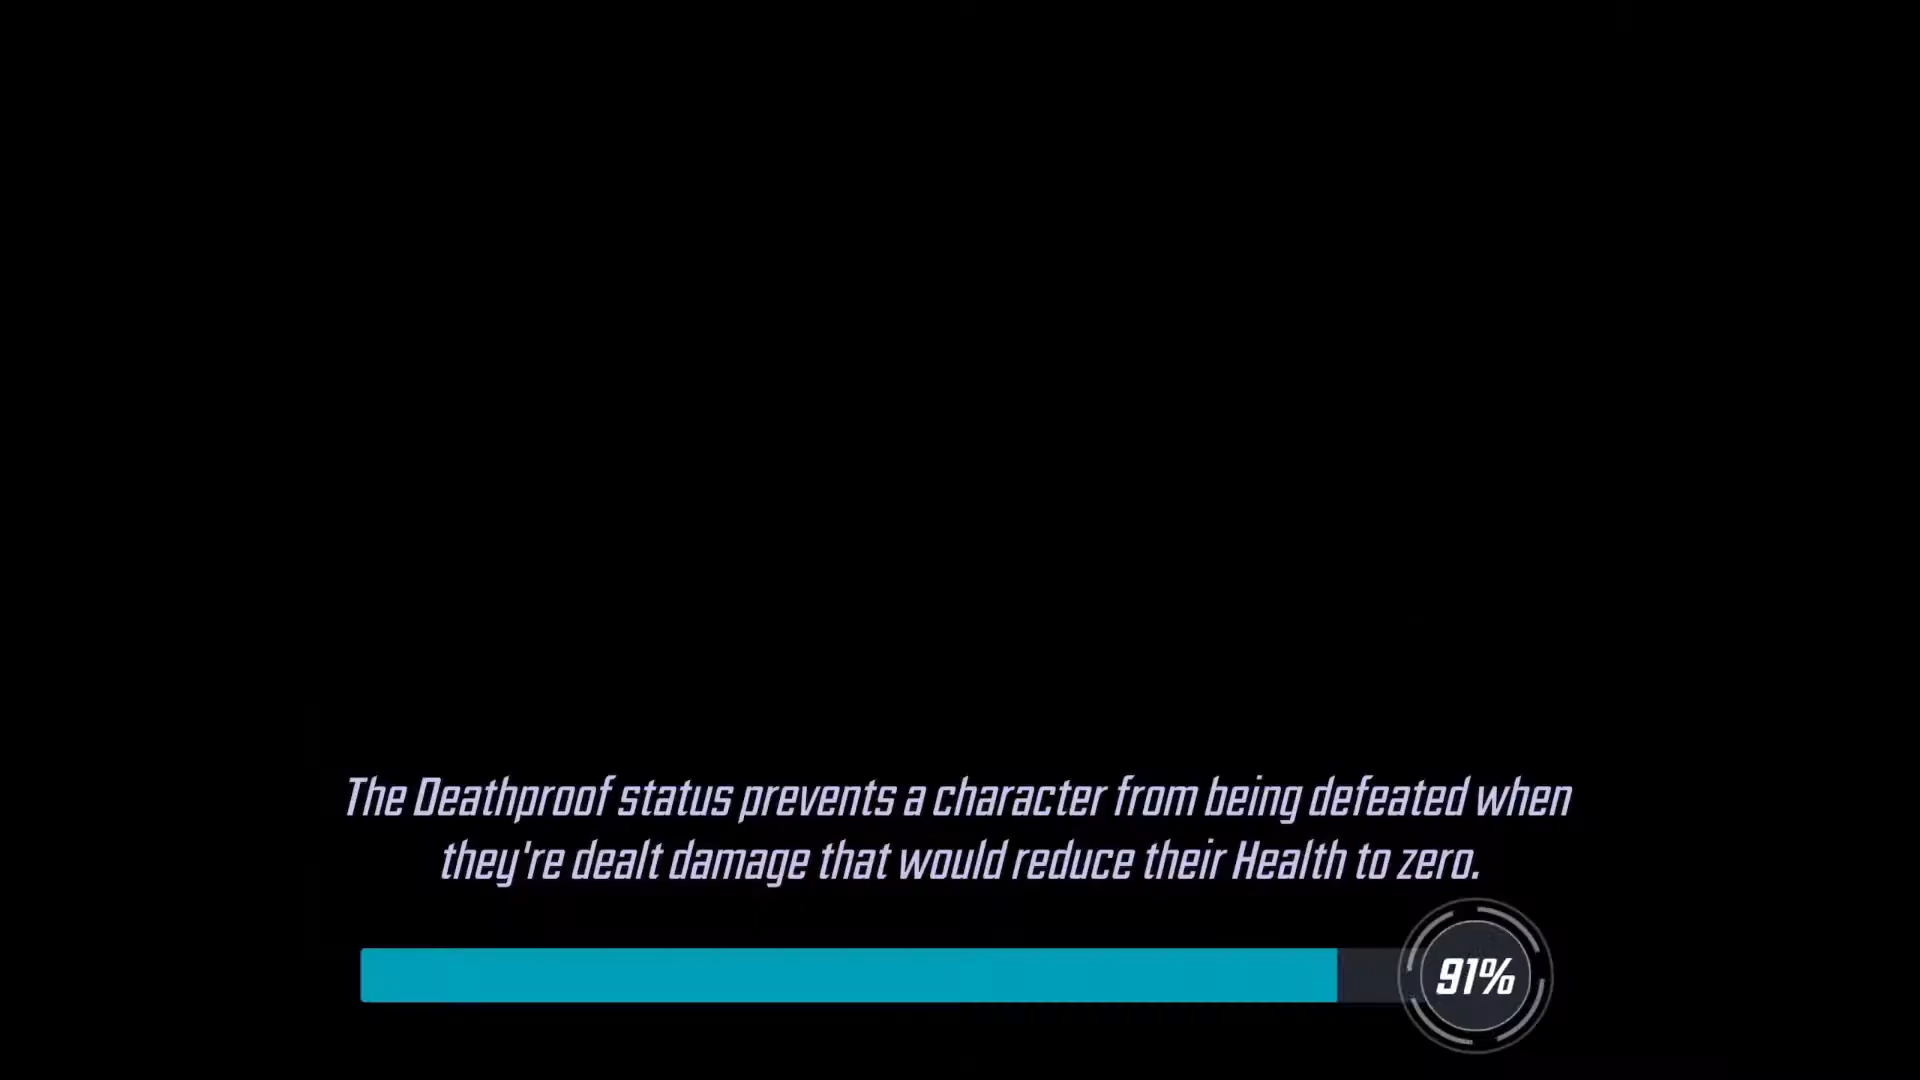 The Deathproof status prevents a character from being defeated when
they're dealt damage that would reduce their Health to zero.
91%